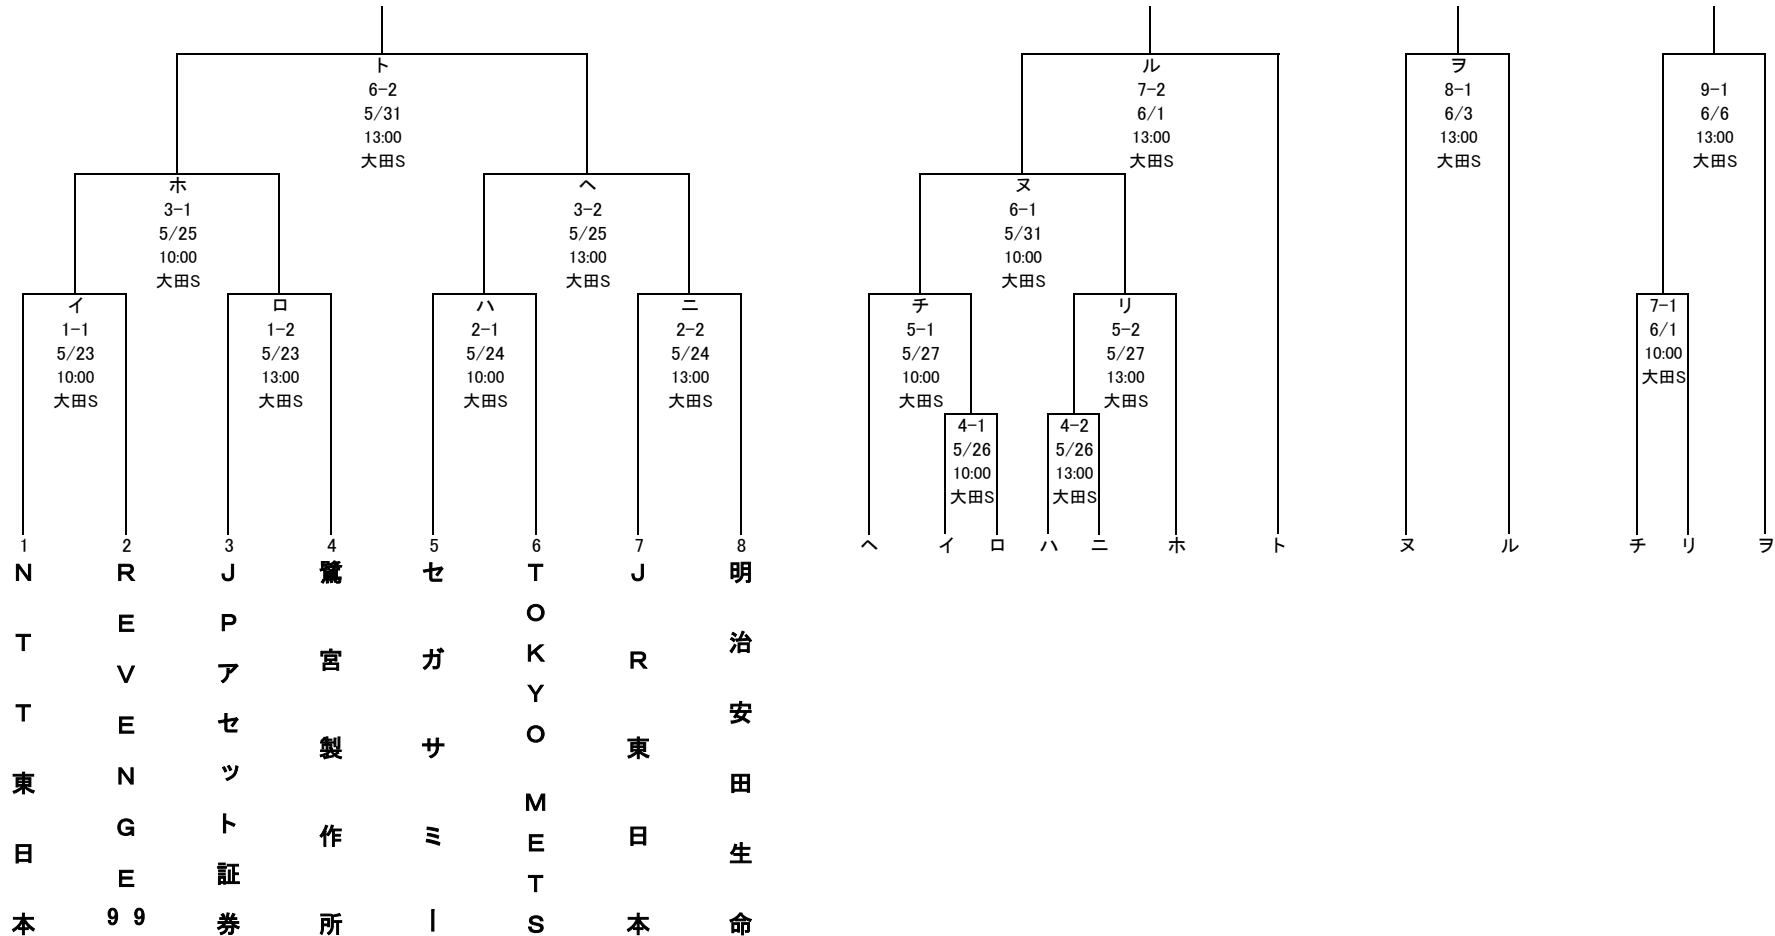 ト
6-2
5/31
13:00
大田S
ル
7-2
6/1
13:00
大田S
ヲ
8-1
6/3
13:00
大田S
9-1
6/6
13:00
大田S
ホ
3-1
5/25
10:00
大田S
ヘ
3-2
5/25
13:00
大田S
ヌ
6-1
5/31
10:00
大田S
イ
1-1
5/23
10:00
大田S
ロ
1-2
5/23
13:00
大田S
ハ
2-1
5/24
10:00
大田S
ニ
2-2
5/24
13:00
大田S
チ
5-1
5/27
10:00
大田S
リ
5-2
5/27
13:00
大田S
7-1
6/1
10:00
大田S
4-1
5/26
10:00
大田S
4-2
5/26
13:00
大田S
1
NTT東日本
2
REVENGE99
3
JPアセット証券
4
鷺宮製作所
5
セガサミー
6
TOKYO METS
7
JR東日本
8
明治安田生命
ヘ イ ロ ハ ニ ホ ト
ヌ ル
チ リ ヲ